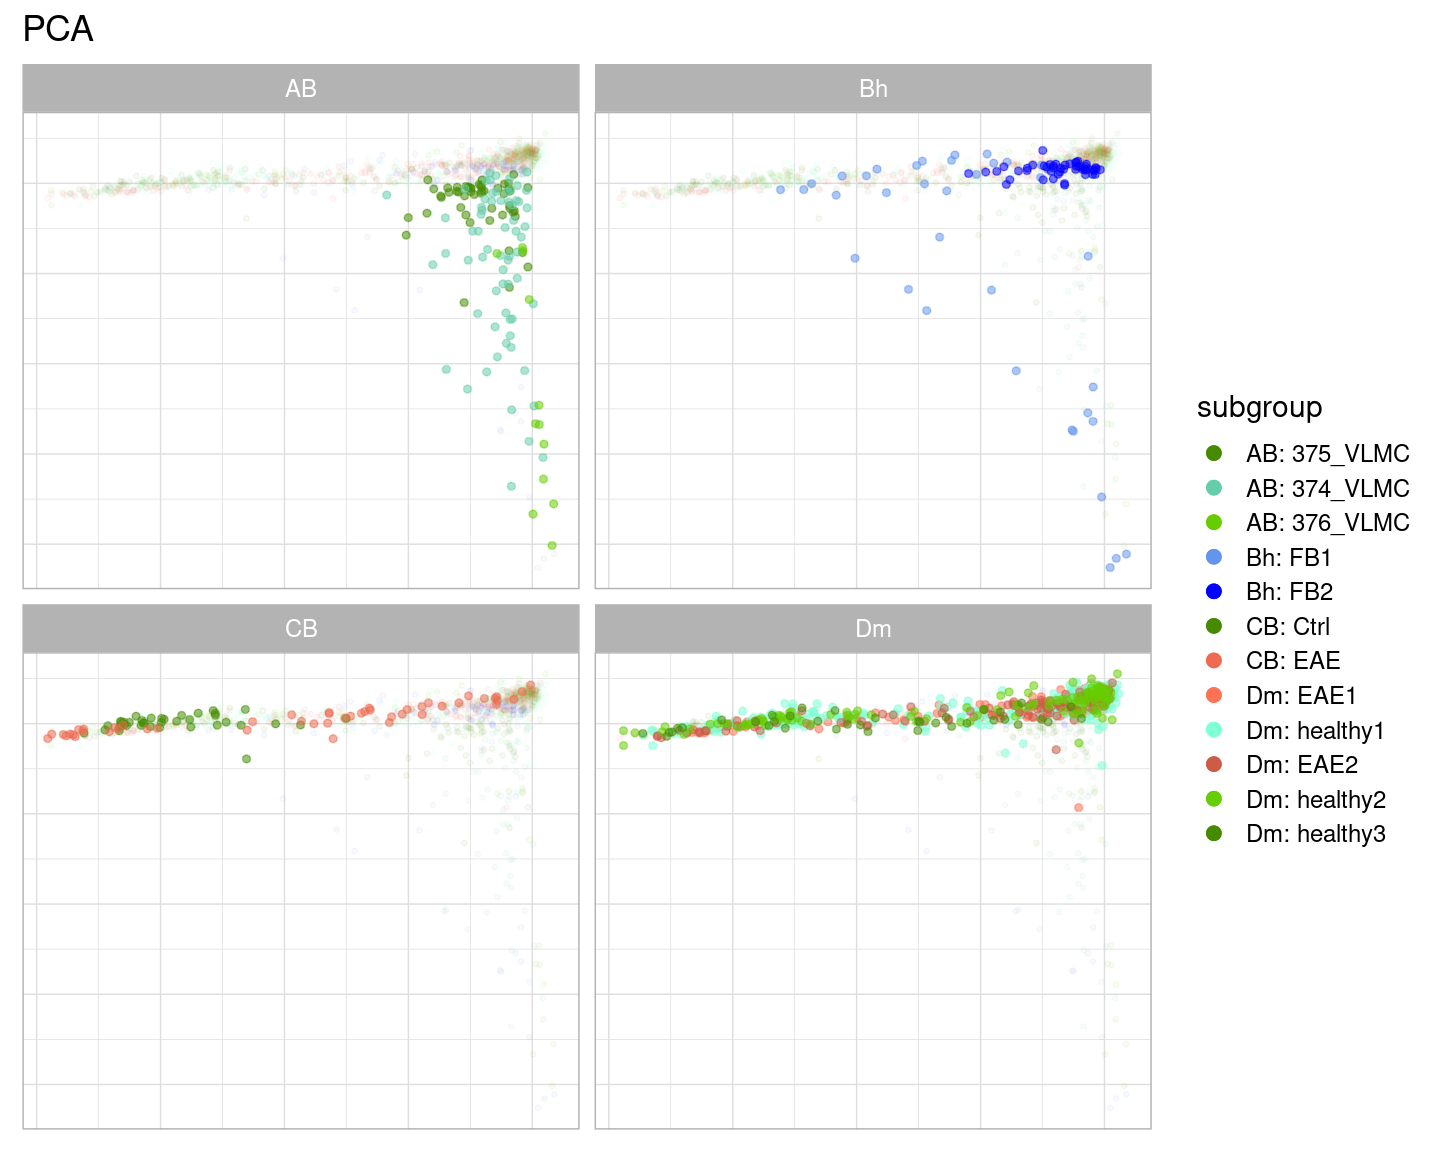 PCA
AB
Bh
CB
Dm
subgroup
AB: 375_VLMC
AB: 374_VLMC
AB: 376_VLMC
Bh: FB1
Bh: FB2
CB: Ctrl
CB: EAE
Dm: EAE1
Dm: healthy1
Dm: EAE2
Dm: healthy2
Dm: healthy3